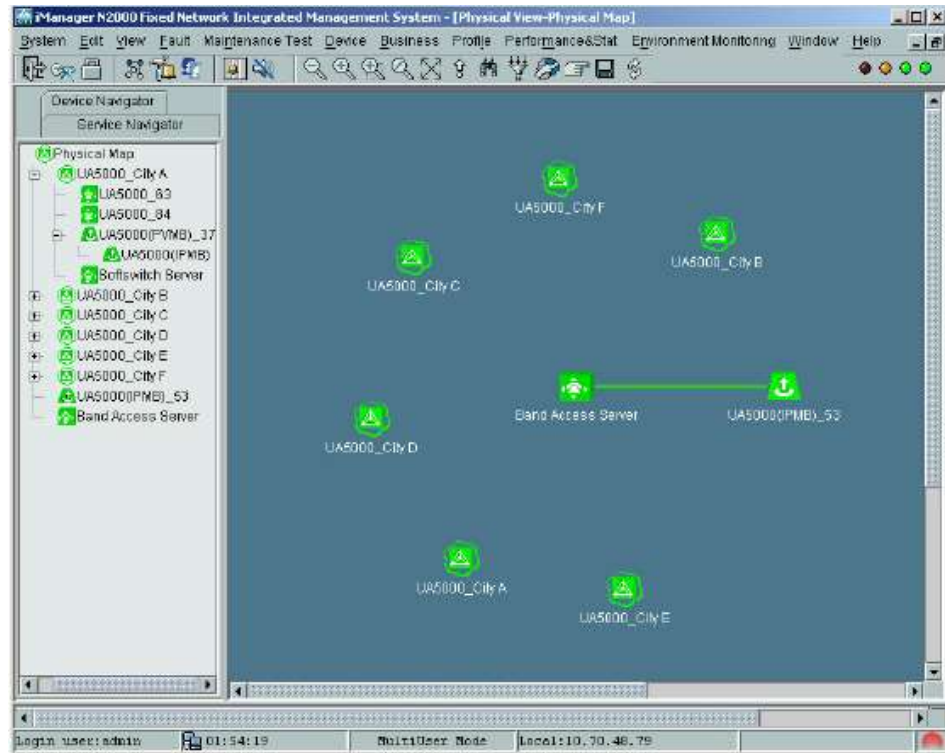 iManager N2000 Fixed Network Integrated Management System - [Physical View-Physical Map]
System Edit View Fault Maintenance Test Device Business Profile Performance&Stat Environment Monitoring Window Help
Device Navigator
Service Navigator
Physical Map
UA5000_City A
UA5000_63
UA5000_64
UA5000(PVMB)_37
UA5000(IPMB)
Softswitch Server
UA5000_City B
UA5000_City C
UA5000_City D
UA5000_City E
UA5000_City F
UA5000(IPMB)_53
Band Access Server
UA5000_City F
UA5000_City B
UA5000_City C
Band Access Server
UA5000(IPMB)_53
UA5000_City D
UA5000_City A
UA5000_City E
Login user:admin 01:54:19 MultiUser Mode Local:10.70.48.79